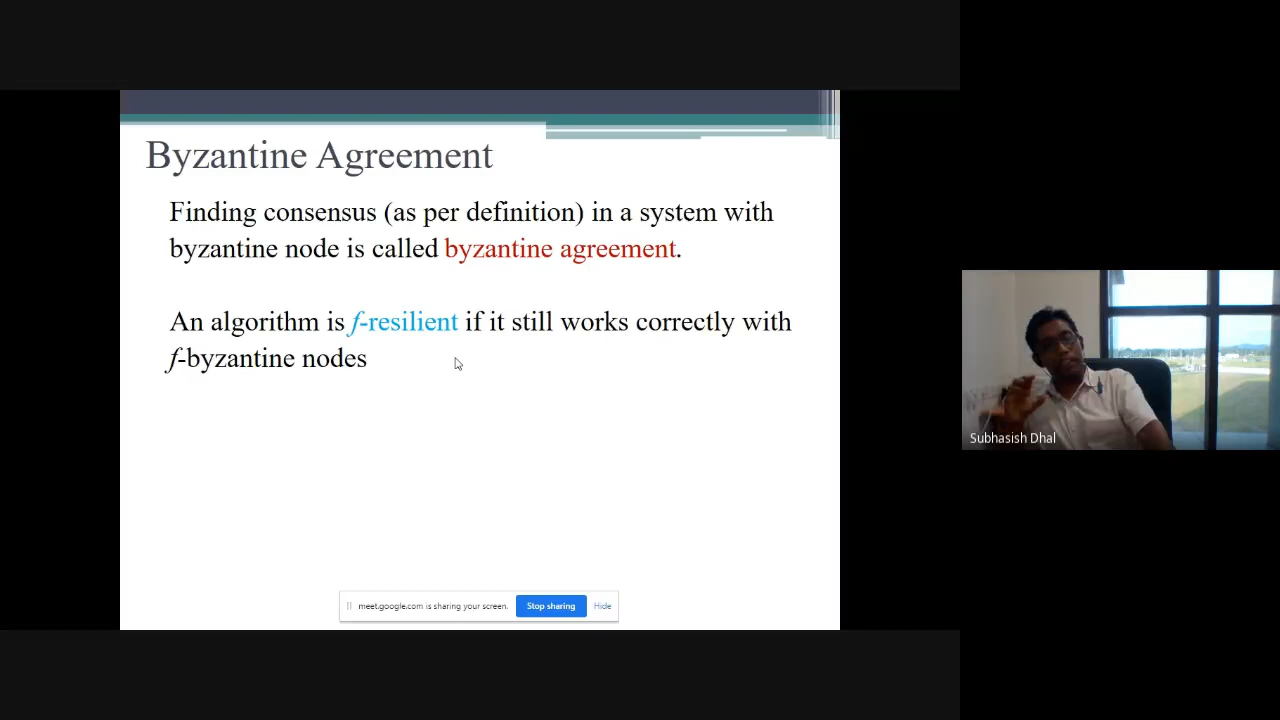 Byzantine Agreement
Finding consensus (as per definition) in a system with
byzantine node is called byzantine agreement.
An algorithm is f-resilient if it still works correctly with
f-byzantine nodes
meet.google.com is sharing your screen.
Stop sharing
Hide
Subhasish Dhal